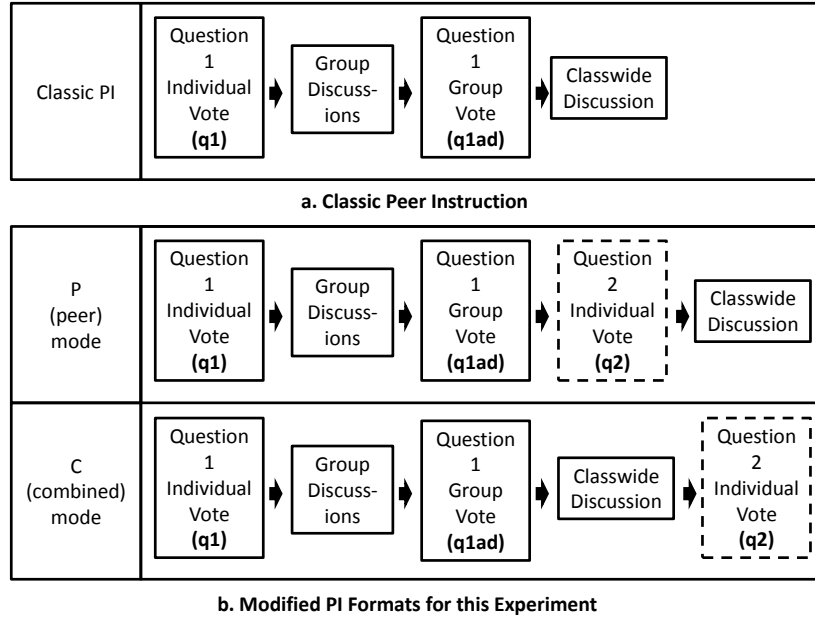 Classic PI
Question
1
Individual
Vote
(q1)
Group
Discuss-
ions
Question
1
Group
Vote
(q1ad)
Classwide
Discussion
a. Classic Peer Instruction
P
(peer)
mode
Question
1
Individual
Vote
(q1)
Group
Discuss-
ions
Question
1
Group
Vote
(q1ad)
Question
2
Individual
Vote
(q2)
Classwide
Discussion
C
(combined)
mode
Question
1
Individual
Vote
(q1)
Group
Discuss-
ions
Question
1
Group
Vote
(q1ad)
Classwide
Discussion
Question
2
Individual
Vote
(q2)
b. Modified PI Formats for this Experiment